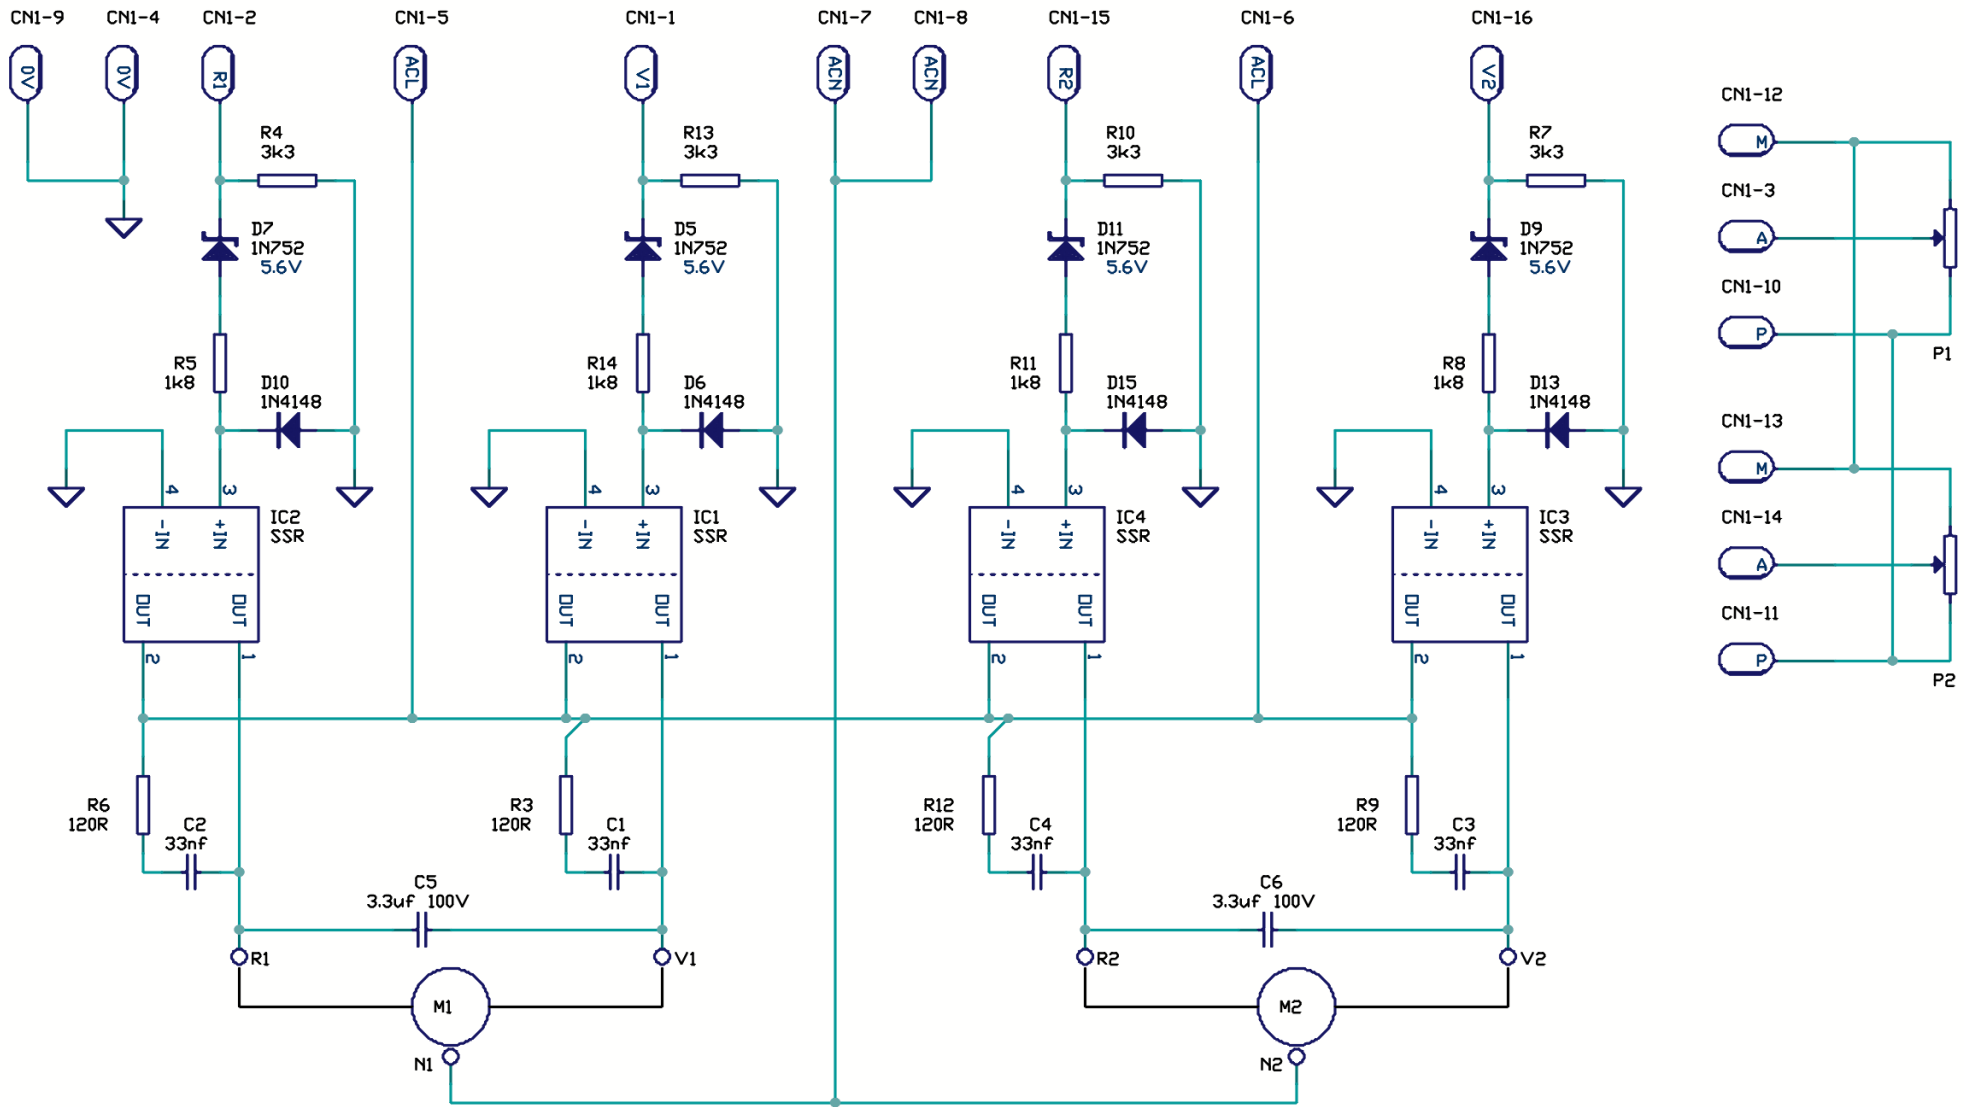 CN1-9
CN1-4
CN1-2
CN1-5
CN1-1
CN1-7
CN1-8
CN1-15
CN1-6
CN1-16
0V
0V
R1
ACL
V1
ACN
ACN
R2
ACL
V2
R4
3k3
R13
3k3
R10
3k3
R7
3k3
D7
1N752
5.6V
D5
1N752
5.6V
D11
1N752
5.6V
D9
1N752
5.6V
R5
1k8
D10
1N4148
R14
1k8
D6
1N4148
R11
1k8
D15
1N4148
R8
1k8
D13
1N4148
4
3
4
3
4
3
4
3
-IN
+IN
OUT
OUT
IC2
SSR
-IN
+IN
OUT
OUT
IC1
SSR
-IN
+IN
OUT
OUT
IC4
SSR
-IN
+IN
OUT
OUT
IC3
SSR
2
1
2
1
2
1
2
1
R6
120R
C2
33nf
R3
120R
C1
33nf
R12
120R
C4
33nf
R9
120R
C3
33nf
C5
3.3uf 100V
C6
3.3uf 100V
R1
V1
R2
V2
M1
M2
N1
N2
CN1-12
M
CN1-3
A
CN1-10
P
P1
CN1-13
M
CN1-14
A
CN1-11
P
P2